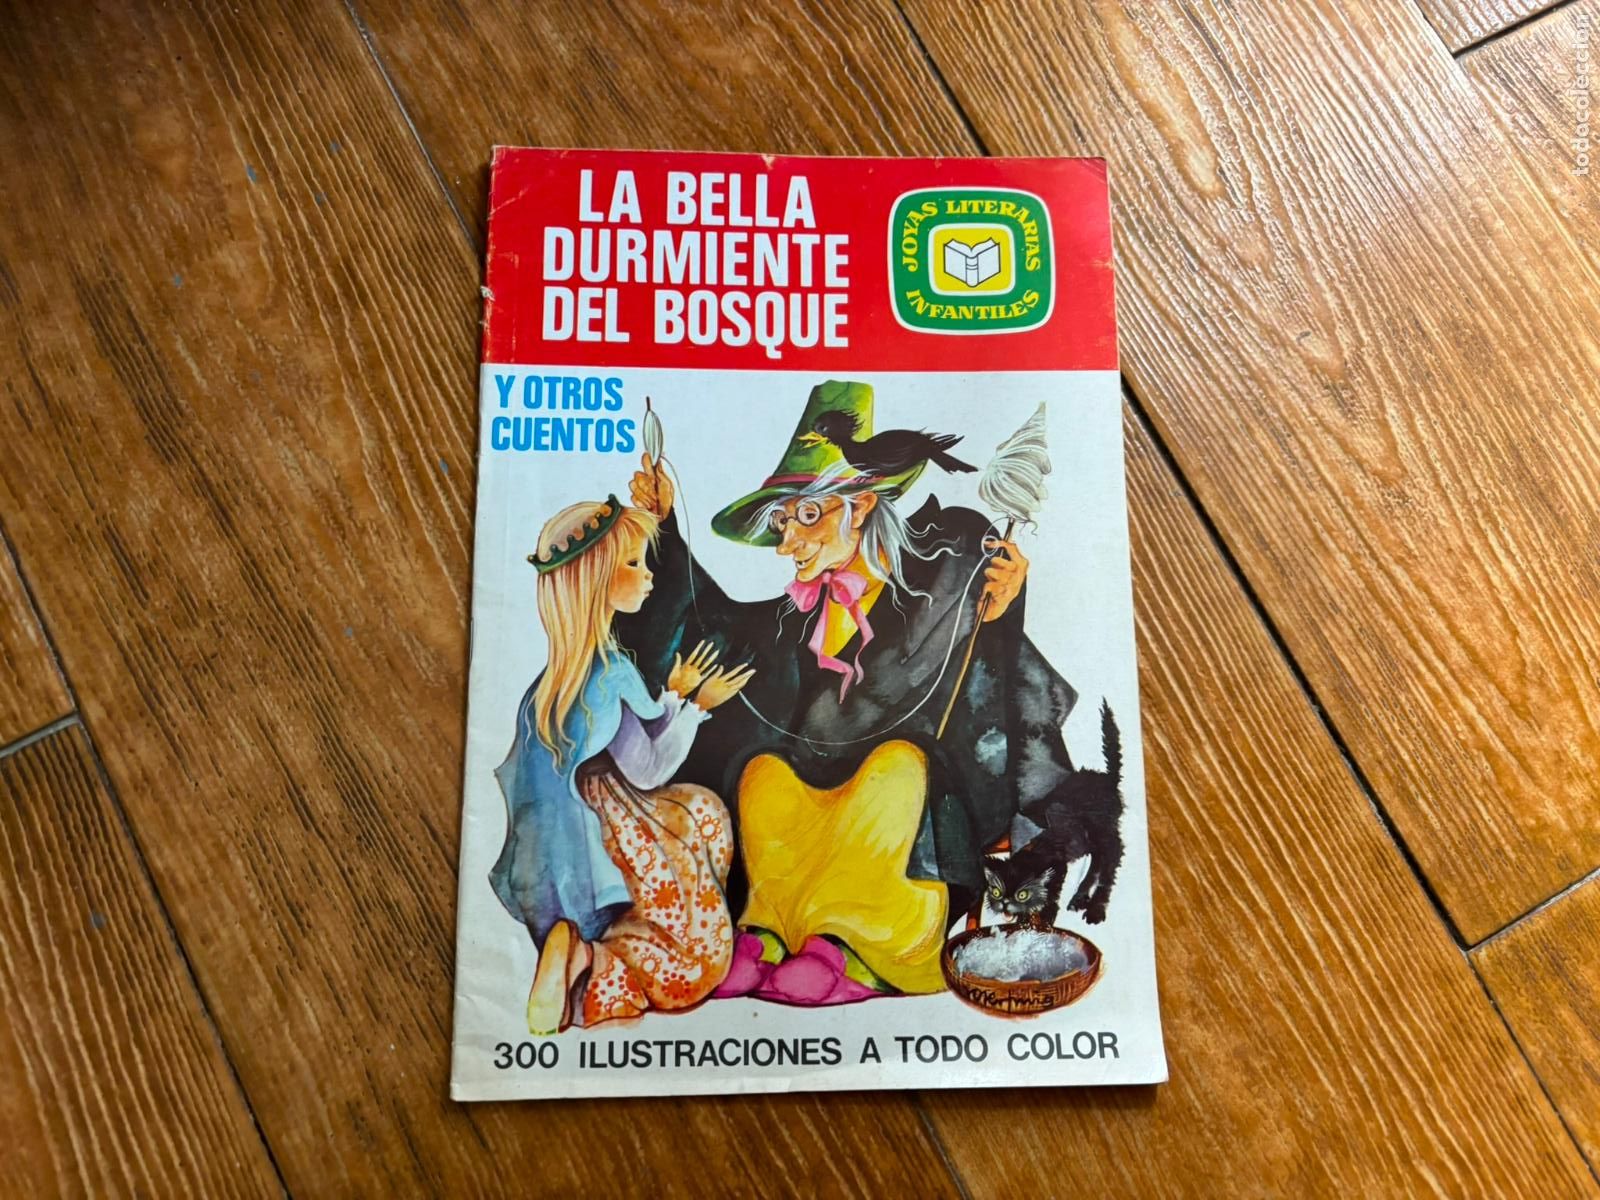 LA BELLA
DURMIENTE
DEL BOSQUE
JOYAS LITERARIAS
INFANTILES
Y OTROS
CUENTOS
300 ILUSTRACIONES A TODO COLOR
todocoleccion